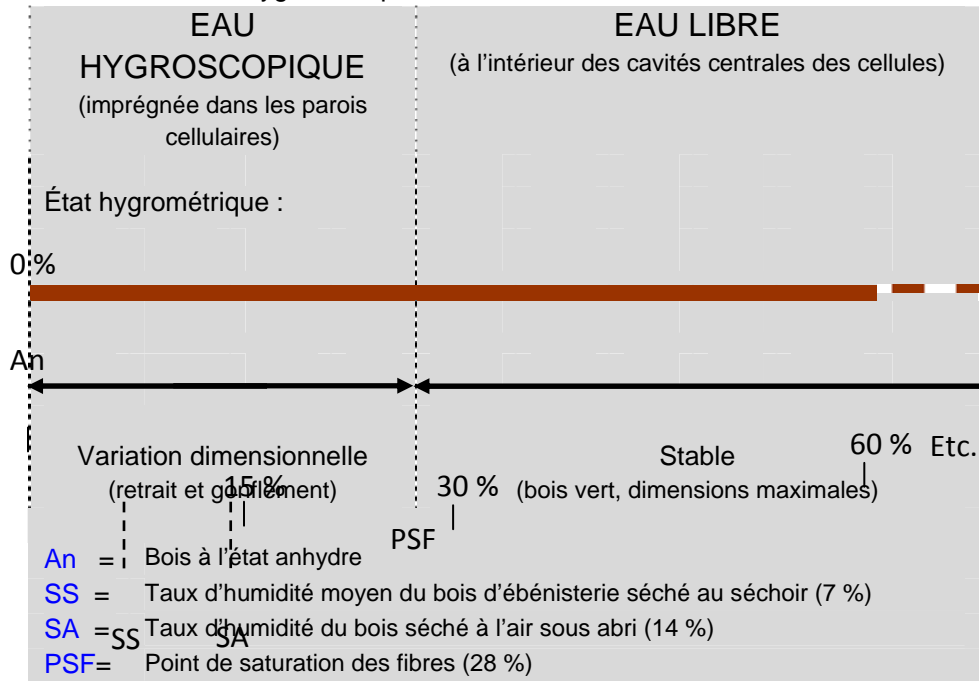 EAU
HYGROSCOPIQUE
(imprégnée dans les parois
cellulaires)
EAU LIBRE
(à l'intérieur des cavités centrales des cellules)
État hygrométrique :
0 %
An
Variation dimensionnelle
(retrait et gonflement)
15 %
30 %
PSF
Stable
(bois vert, dimensions maximales)
60 % Etc.
An = Bois à l'état anhydre
SS = Taux d'humidité moyen du bois d'ébénisterie séché au séchoir (7 %)
SA = Taux d'humidité du bois séché à l'air sous abri (14 %)
SS
SA
PSF= Point de saturation des fibres (28 %)